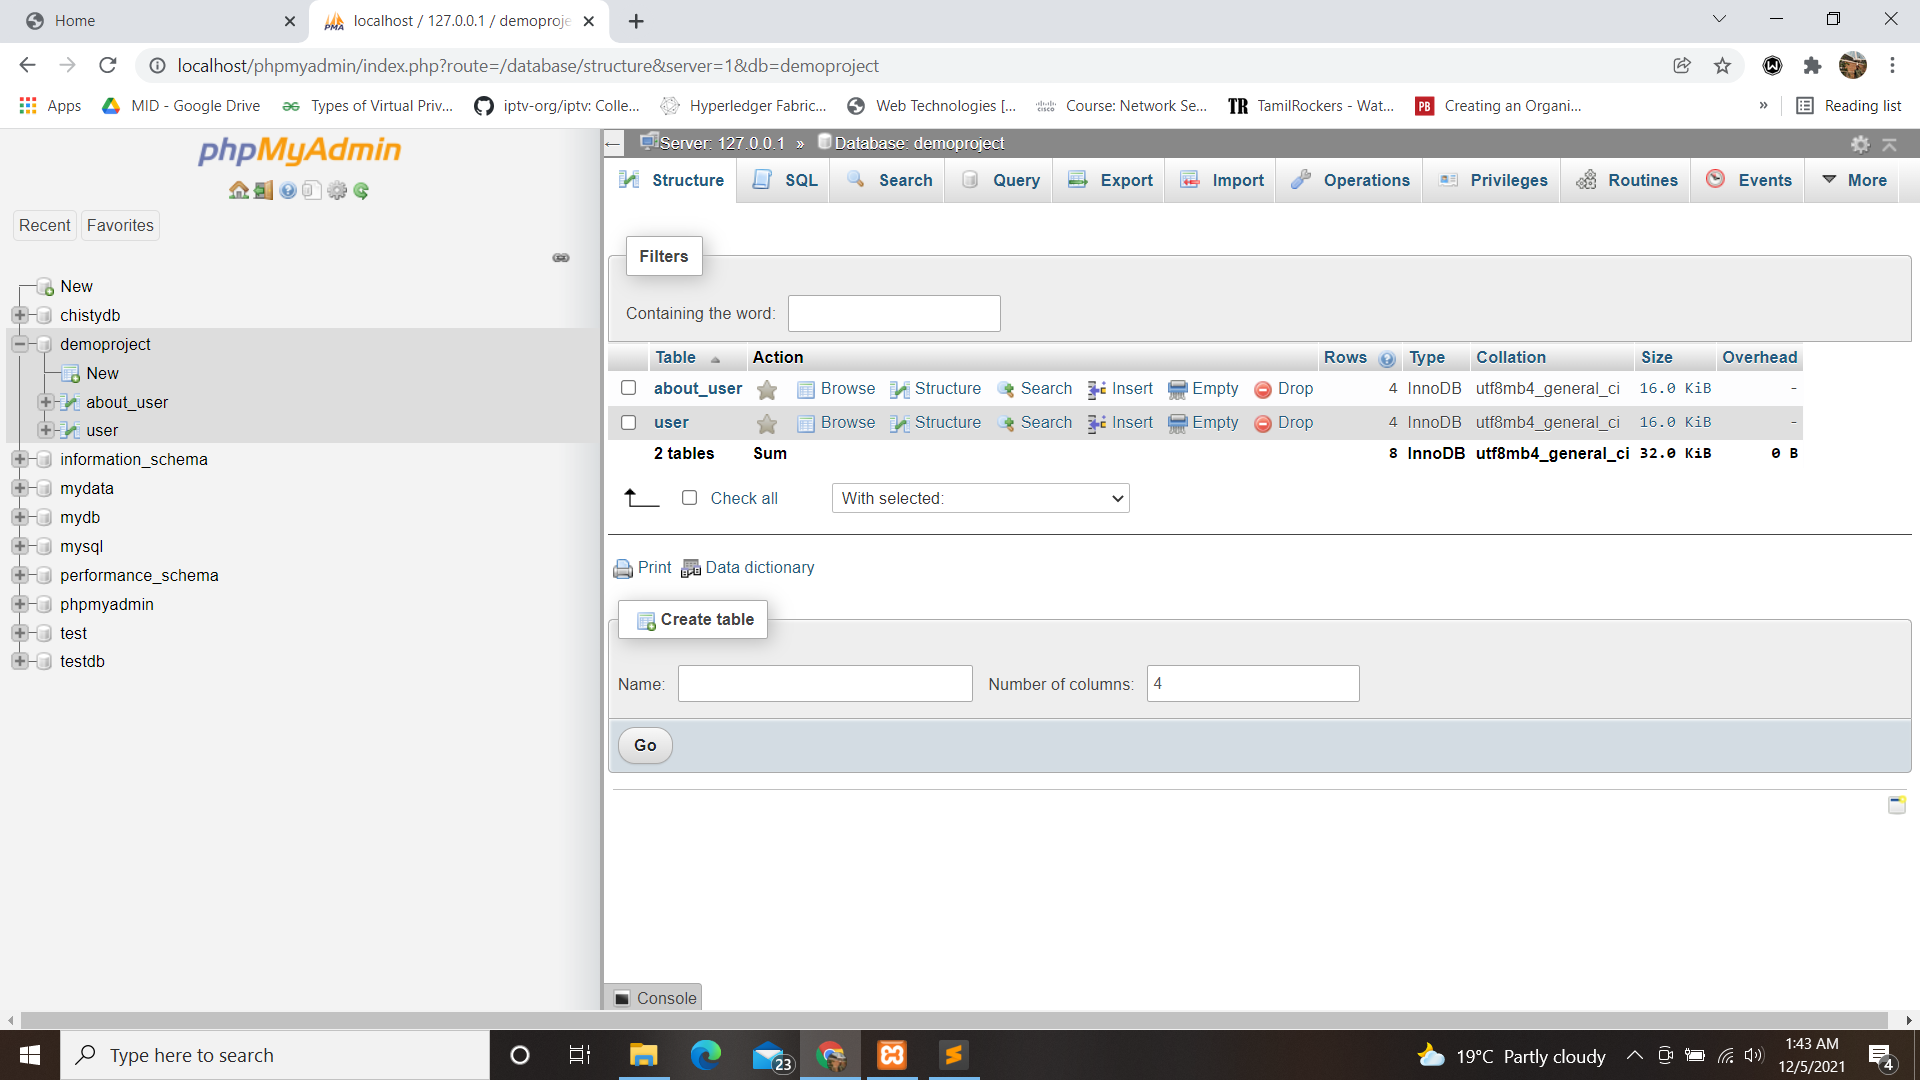 Home
localhost / 127.0.0.1 / demoproje
localhost/phpmyadmin/index.php?route=/database/structure&server=1&db=demoproject
Apps
MID - Google Drive
Types of Virtual Priv...
iptv-org/iptv: Colle...
Hyperledger Fabric...
Web Technologies [...
Course: Network Se...
TamilRockers - Wat...
Creating an Organi...
»
Reading list
phpMyAdmin
Recent
Favorites
New
chistydb
demoproject
New
about_user
user
information_schema
mydata
mydb
mysql
performance_schema
phpmyadmin
test
testdb
Server: 127.0.0.1 » Database: demoproject
Structure SQL Search Query Export Import Operations Privileges Routines Events More
Filters
Containing the word:
Table Action Rows Type Collation Size Overhead
about_user Browse Structure Search Insert Empty Drop 4 InnoDB utf8mb4_general_ci 16.0 KiB -
user Browse Structure Search Insert Empty Drop 4 InnoDB utf8mb4_general_ci 16.0 KiB -
2 tables Sum 8 InnoDB utf8mb4_general_ci 32.0 KiB 0 B
Check all With selected:
Print Data dictionary
Create table
Name: Number of columns: 4
Go
Console
Type here to search
23
19°C Partly cloudy
1:43 AM
12/5/2021
4